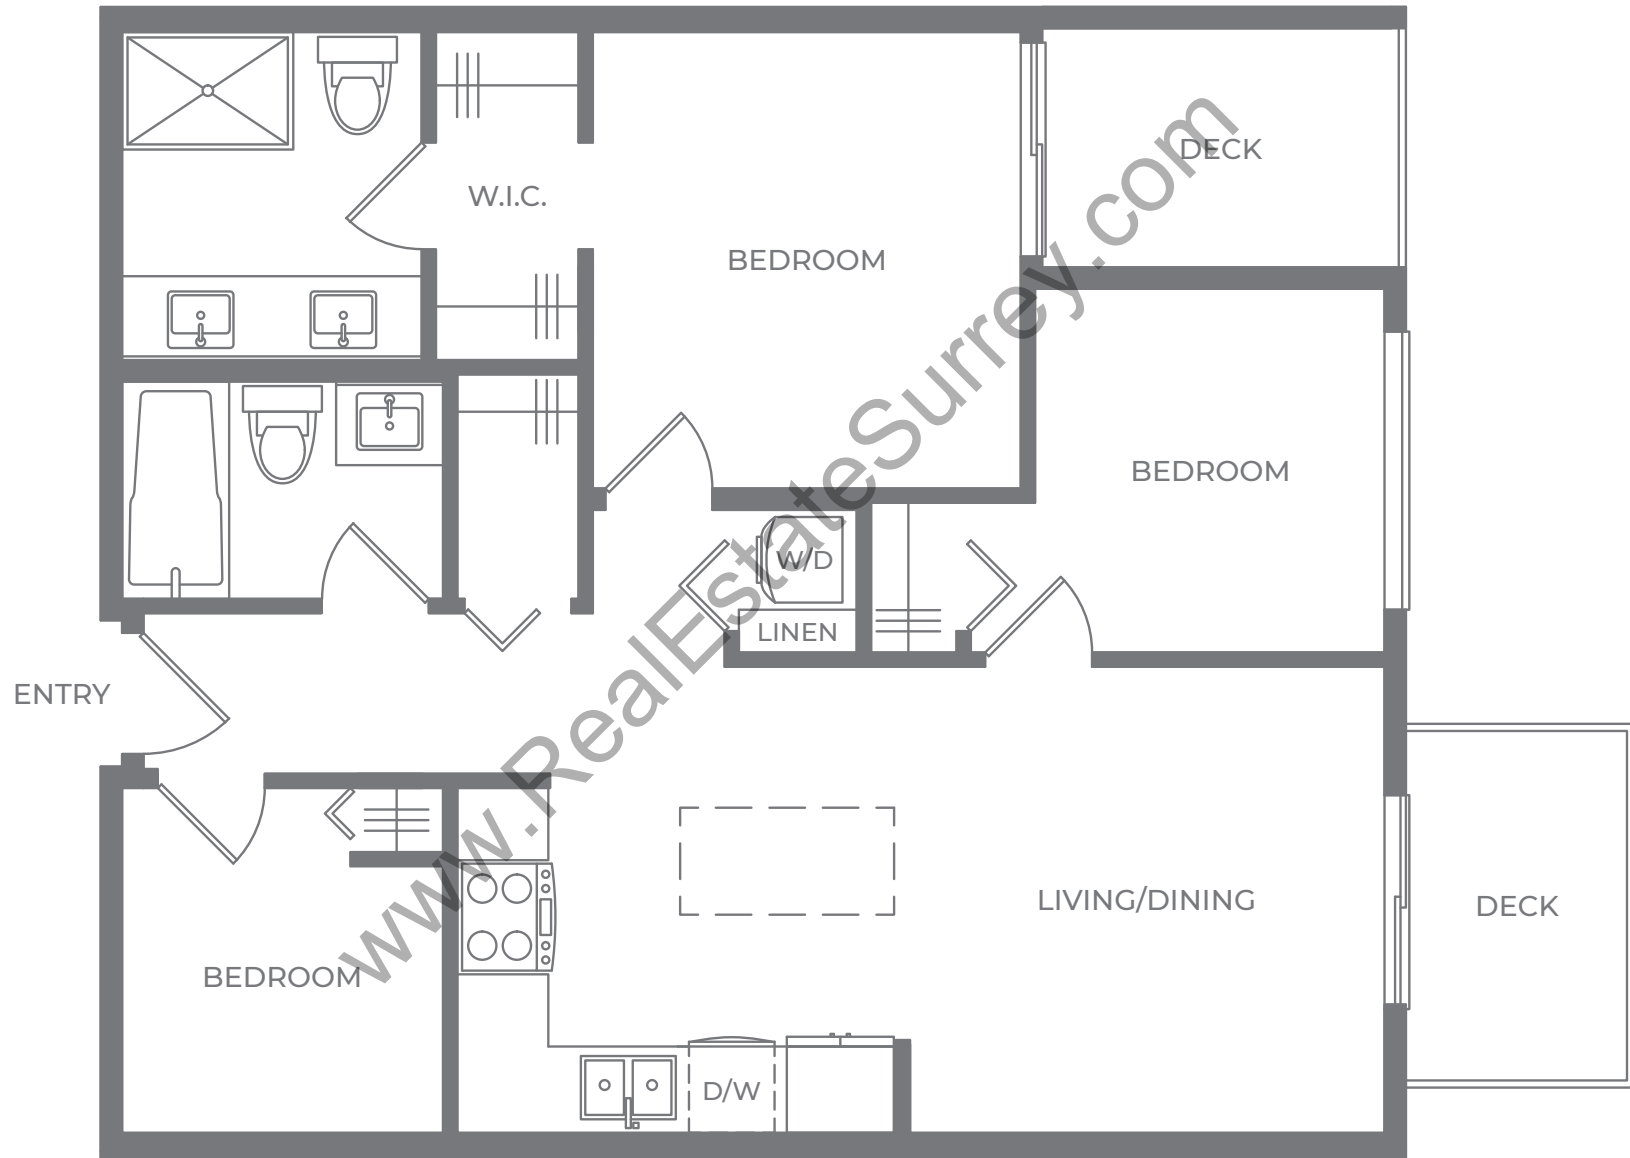 DECK
W.I.C.
BEDROOM
BEDROOM
W/D
LINEN
ENTRY
LIVING/DINING
DECK
BEDROOM
D/W
www.RealEstateSurrey.com